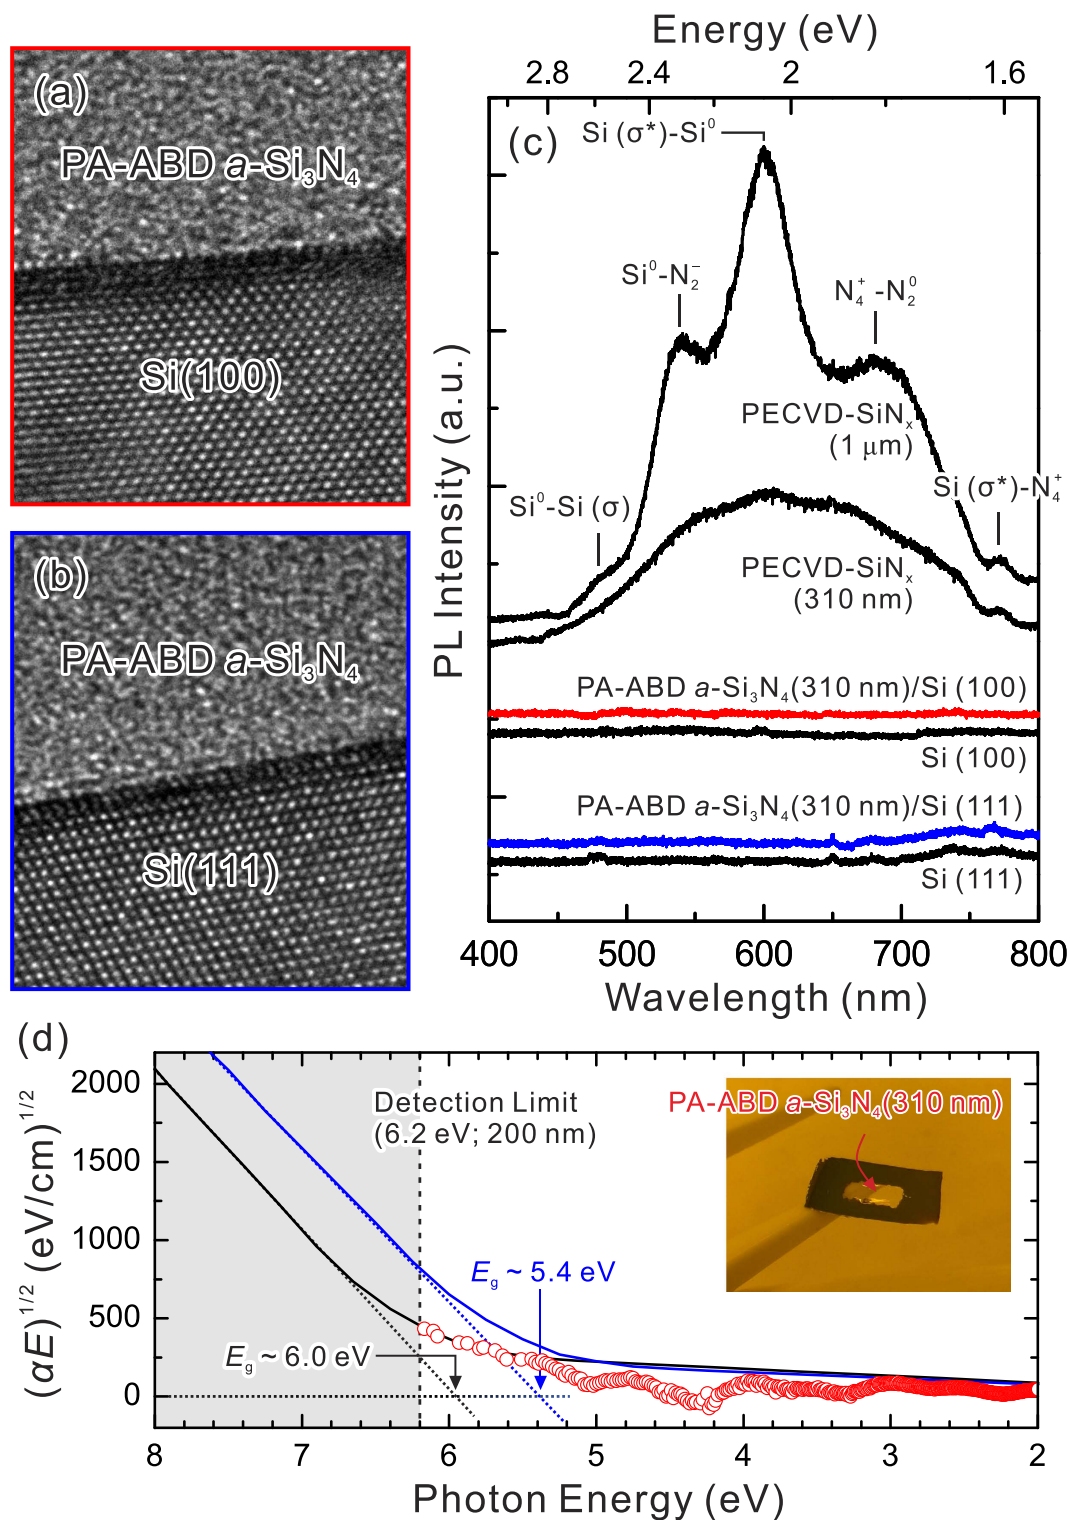 (a)
PA-ABD a-Si₃N₄
Si(100)
(b)
PA-ABD a-Si₃N₄
Si(111)
Energy (eV)
2.8 2.4 2 1.6
(c)
Si (σ*)-Si⁰
Si⁰-N₂⁻
N₄⁺-N₂⁰
PECVD-SiNₓ
(1 μm)
Si (σ*)-N₄⁺
Si⁰-Si (σ)
PECVD-SiNₓ
(310 nm)
PA-ABD a-Si₃N₄(310 nm)/Si (100)
Si (100)
PA-ABD a-Si₃N₄(310 nm)/Si (111)
Si (111)
PL Intensity (a.u.)
400 500 600 700 800
Wavelength (nm)
(d)
2000
1500
1000
500
0
(αE)¹/² (eV/cm)¹/²
Detection Limit
(6.2 eV; 200 nm)
PA-ABD a-Si₃N₄(310 nm)
E_g ~ 5.4 eV
E_g ~ 6.0 eV
8 7 6 5 4 3 2
Photon Energy (eV)